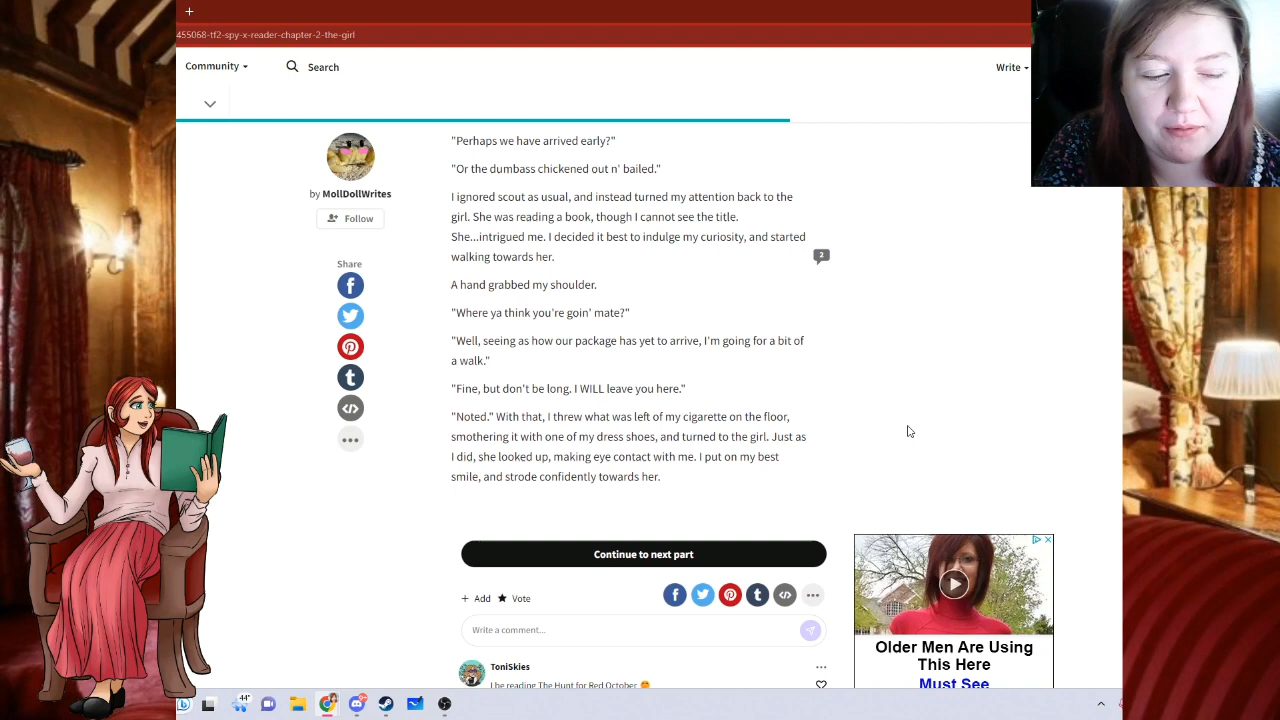 +
455068-tf2-spy-x-reader-chapter-2-the-girl
Community Search Write
"Perhaps we have arrived early?"
"Or the dumbass chickened out n' bailed."
by MollDollWrites
Follow
I ignored scout as usual, and instead turned my attention back to the
girl. She was reading a book, though I cannot see the title.
She...intrigued me. I decided it best to indulge my curiosity, and started
walking towards her.
2
Share
A hand grabbed my shoulder.
"Where ya think you're goin' mate?"
"Well, seeing as how our package has yet to arrive, I'm going for a bit of
a walk."
"Fine, but don't be long. I WILL leave you here."
"Noted." With that, I threw what was left of my cigarette on the floor,
smothering it with one of my dress shoes, and turned to the girl. Just as
I did, she looked up, making eye contact with me. I put on my best
smile, and strode confidently towards her.
Continue to next part
+ Add ★ Vote
Write a comment...
ToniSkies
I be reading The Hunt for Red October
Older Men Are Using
This Here
Must See
44°